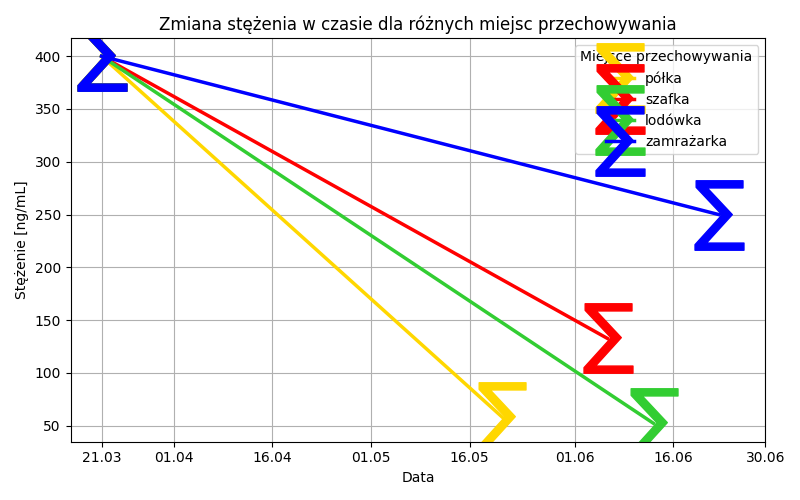 Zmiana stężenia w czasie dla różnych miejsc przechowywania
400
350
300
250
200
150
100
50
Stężenie [ng/mL]
Miejsce przechowywania
półka
szafka
lodówka
zamrażarka
21.03 01.04 16.04 01.05 16.05 01.06 16.06 30.06
Data